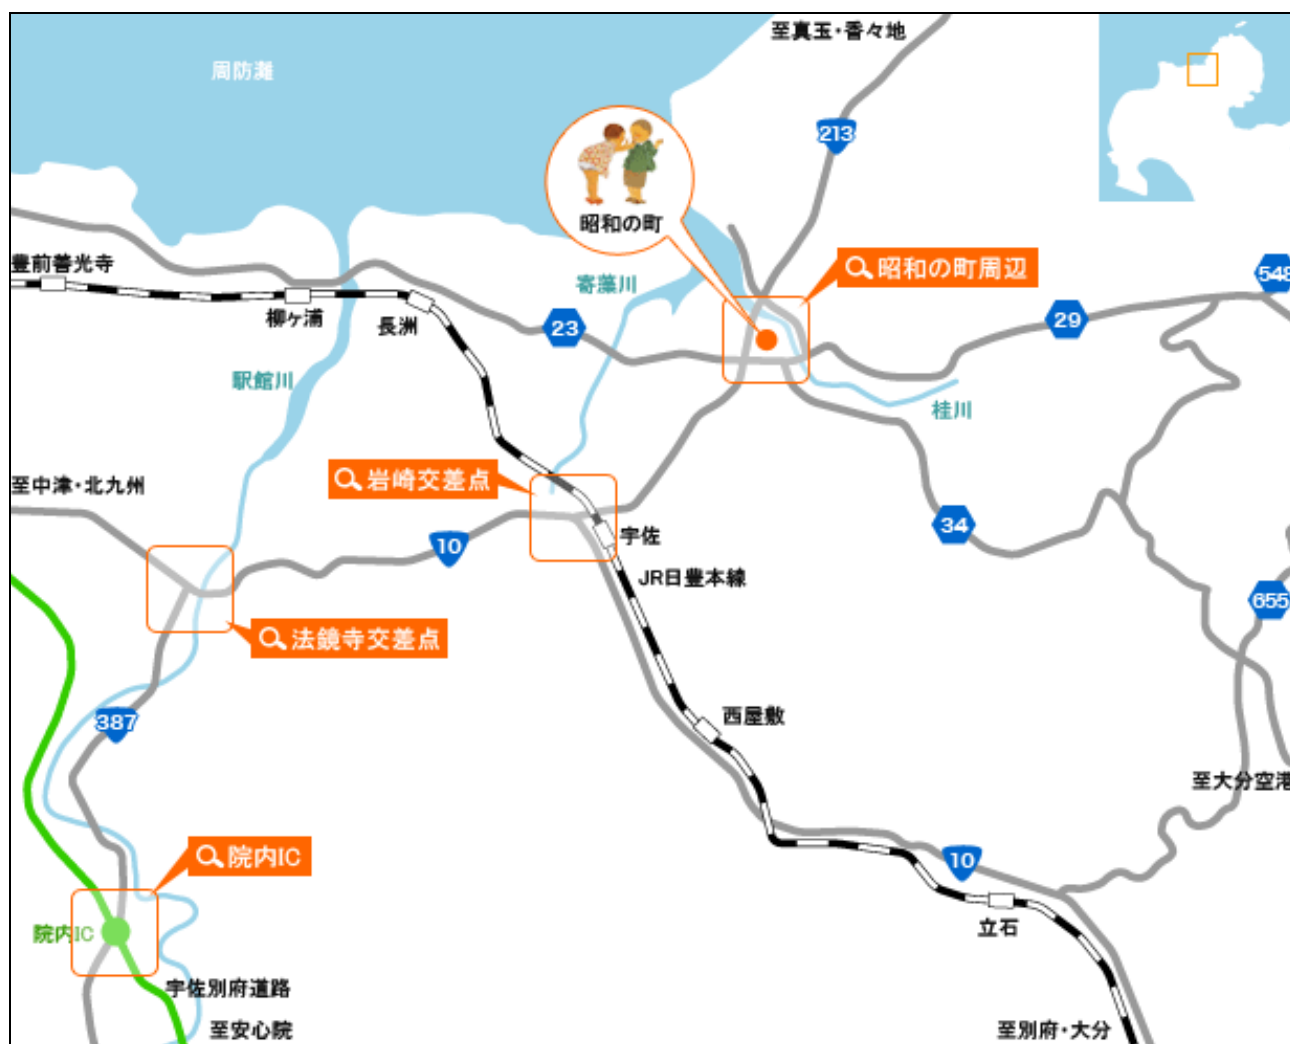 至真玉・香々地
周防灘
213
昭和の町
豊前善光寺
昭和の町周辺
548
寄藻川
柳ヶ浦
長洲
23
29
駅館川
桂川
岩崎交差点
至中津・北九州
34
宇佐
10
JR日豊本線
655
法鏡寺交差点
387
西屋敷
至大分空港
院内IC
10
立石
院内IC
宇佐別府道路
至安心院
至別府・大分